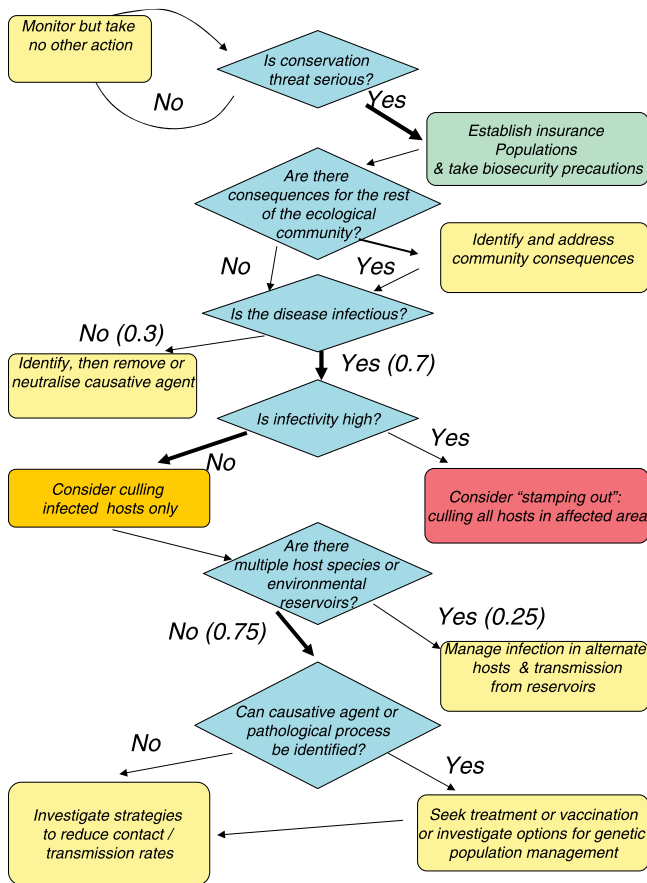 Monitor but take
no other action
Is conservation
threat serious?
No
Yes
Establish insurance
Populations
& take biosecurity precautions
Are there
consequences for the rest
of the ecological
community?
Identify and address
community consequences
No
Yes
Is the disease infectious?
No (0.3)
Yes (0.7)
Identify, then remove or
neutralise causative agent
Is infectivity high?
No
Yes
Consider culling
infected hosts only
Consider “stamping out”:
culling all hosts in affected area
Are there
multiple host species or
environmental
reservoirs?
No (0.75)
Yes (0.25)
Manage infection in alternate
hosts & transmission
from reservoirs
Can causative agent or
pathological process
be identified?
No
Yes
Investigate strategies
to reduce contact /
transmission rates
Seek treatment or vaccination
or investigate options for genetic
population management